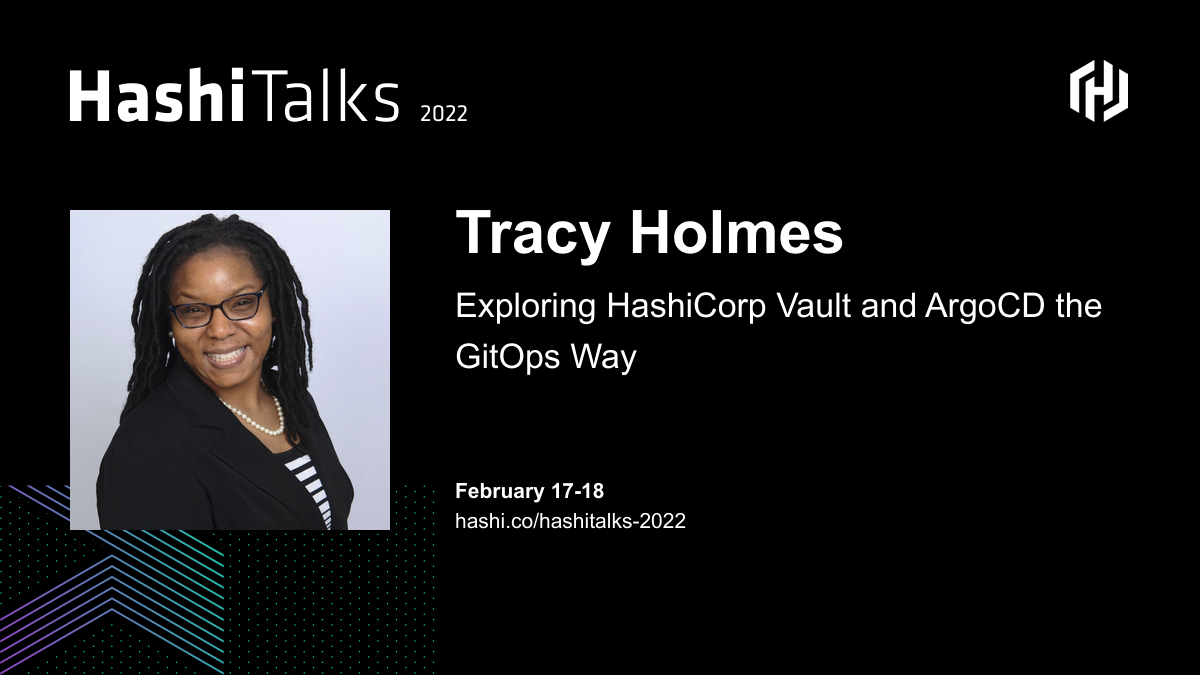 HashiTalks 2022
Tracy Holmes
Exploring HashiCorp Vault and ArgoCD the
GitOps Way
February 17-18
hashi.co/hashitalks-2022